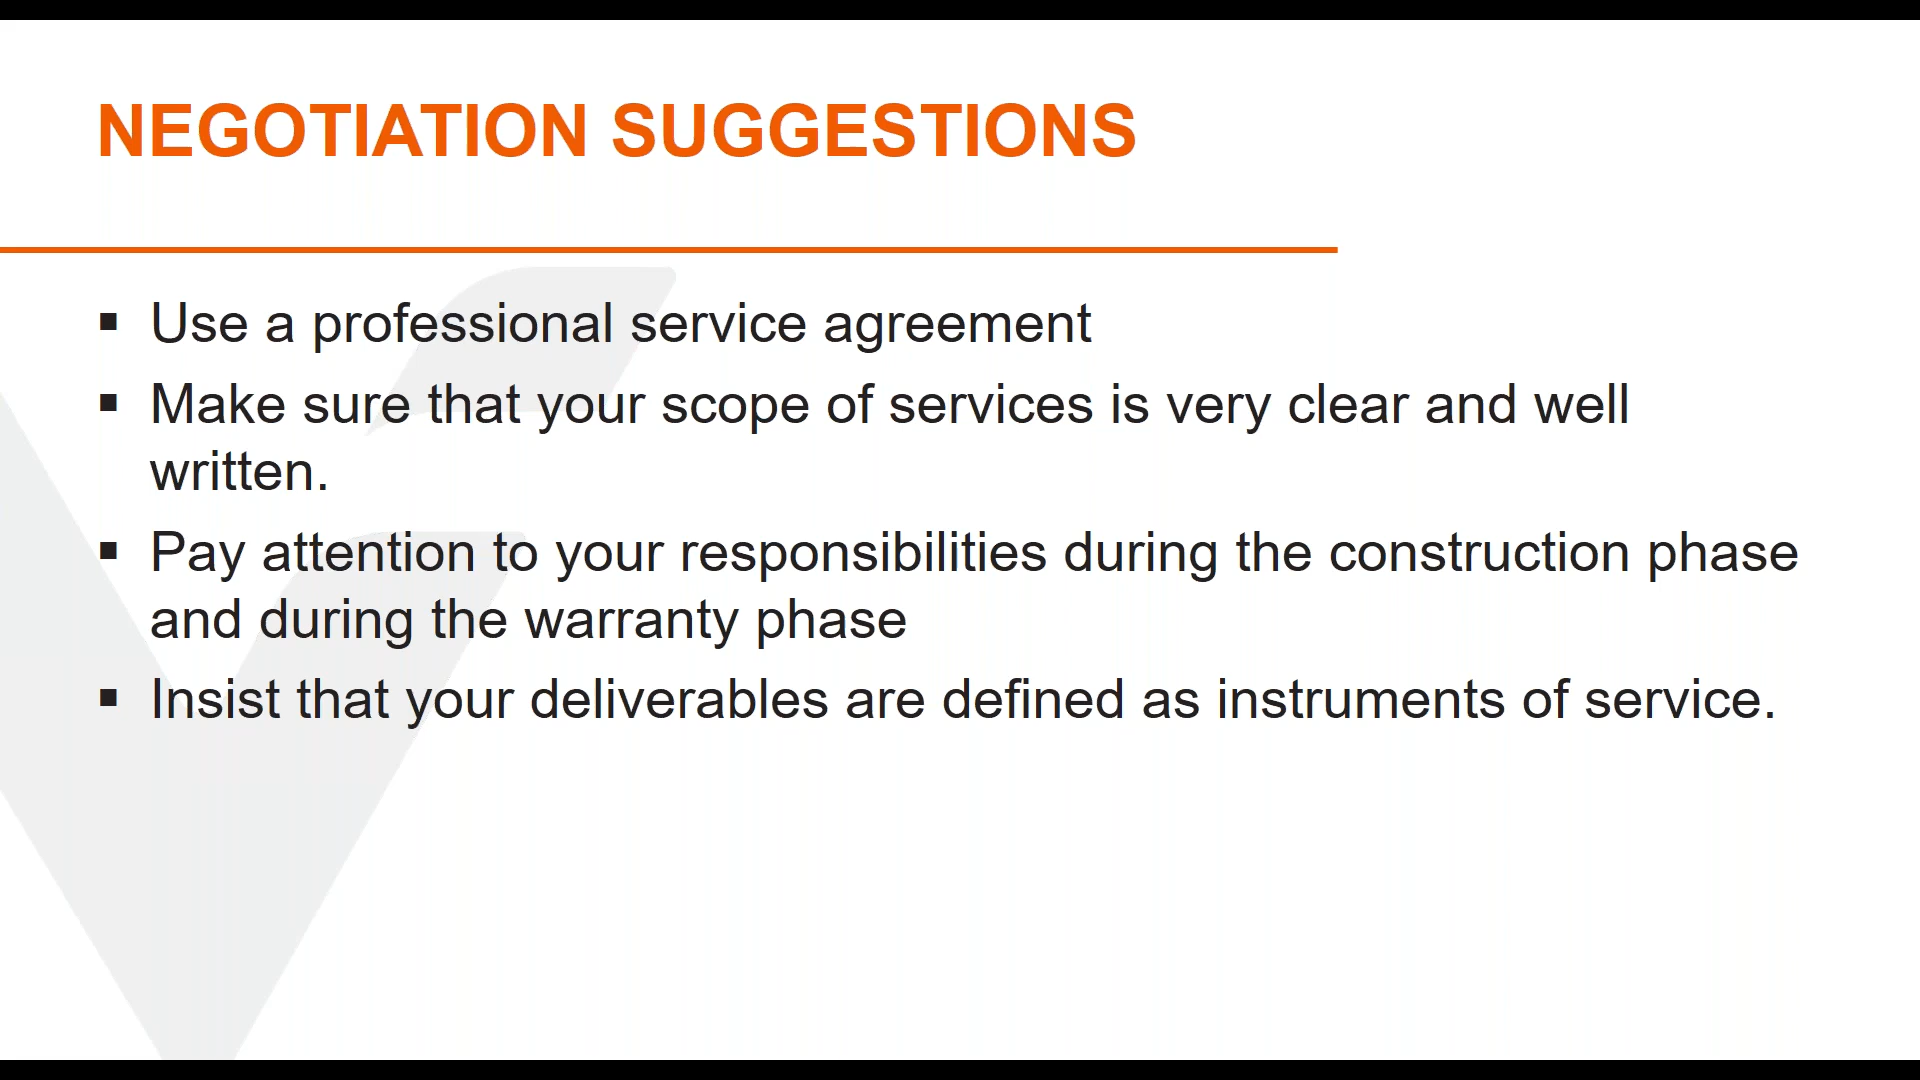 NEGOTIATION SUGGESTIONS
▪ Use a professional service agreement
▪ Make sure that your scope of services is very clear and well
written.
▪ Pay attention to your responsibilities during the construction phase
and during the warranty phase
▪ Insist that your deliverables are defined as instruments of service.